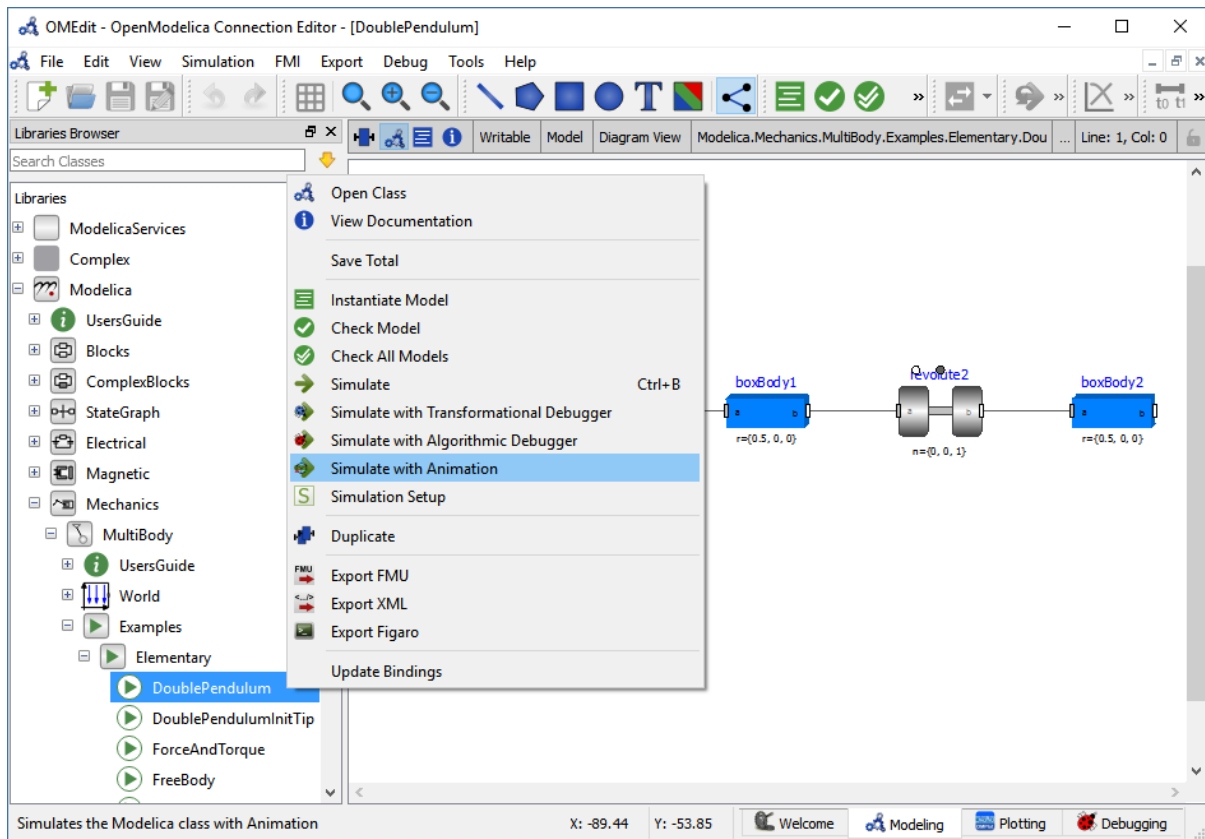 OMEdit - OpenModelica Connection Editor - [DoublePendulum]
File Edit View Simulation FMI Export Debug Tools Help
T » » » t0 t1 »
Libraries Browser
Writable Model Diagram View Modelica.Mechanics.MultiBody.Examples.Elementary.Dou ... Line: 1, Col: 0
Search Classes
Libraries
ModelicaServices
Complex
Modelica
UsersGuide
Blocks
ComplexBlocks
StateGraph
Electrical
Magnetic
Mechanics
MultiBody
UsersGuide
World
Examples
Elementary
DoublePendulum
DoublePendulumInitTip
ForceAndTorque
FreeBody
Open Class
View Documentation
Save Total
Instantiate Model
Check Model
Check All Models
Simulate Ctrl+B
Simulate with Transformational Debugger
Simulate with Algorithmic Debugger
Simulate with Animation
S Simulation Setup
Duplicate
FMU Export FMU
Export XML
Export Figaro
Update Bindings
boxBody1
a b
r={0.5, 0, 0}
revolute2
a b
n={0, 0, 1}
boxBody2
a b
r={0.5, 0, 0}
Simulates the Modelica class with Animation X: -89.44 Y: -53.85 Welcome Modeling Plotting Debugging